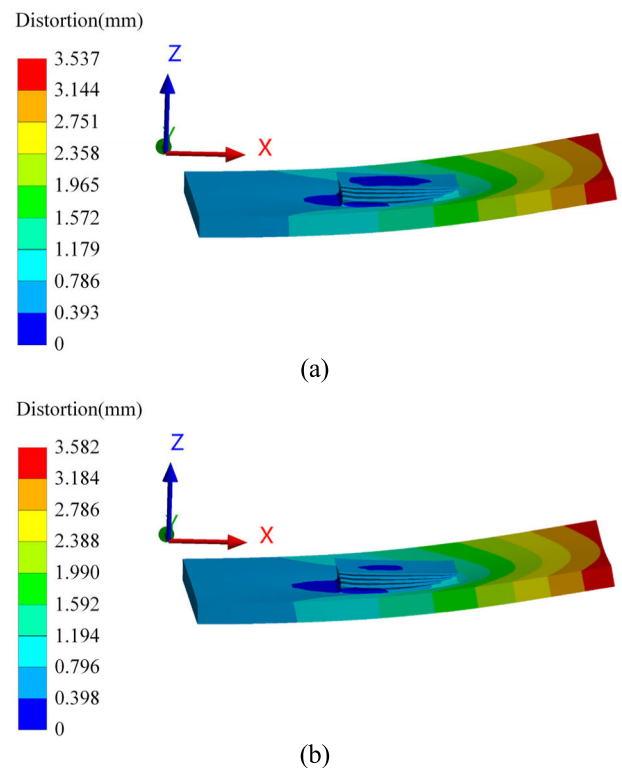 Distortion(mm)
3.537
3.144
2.751
2.358
1.965
1.572
1.179
0.786
0.393
0
Z
X
(a)
Distortion(mm)
3.582
3.184
2.786
2.388
1.990
1.592
1.194
0.796
0.398
0
Z
X
(b)